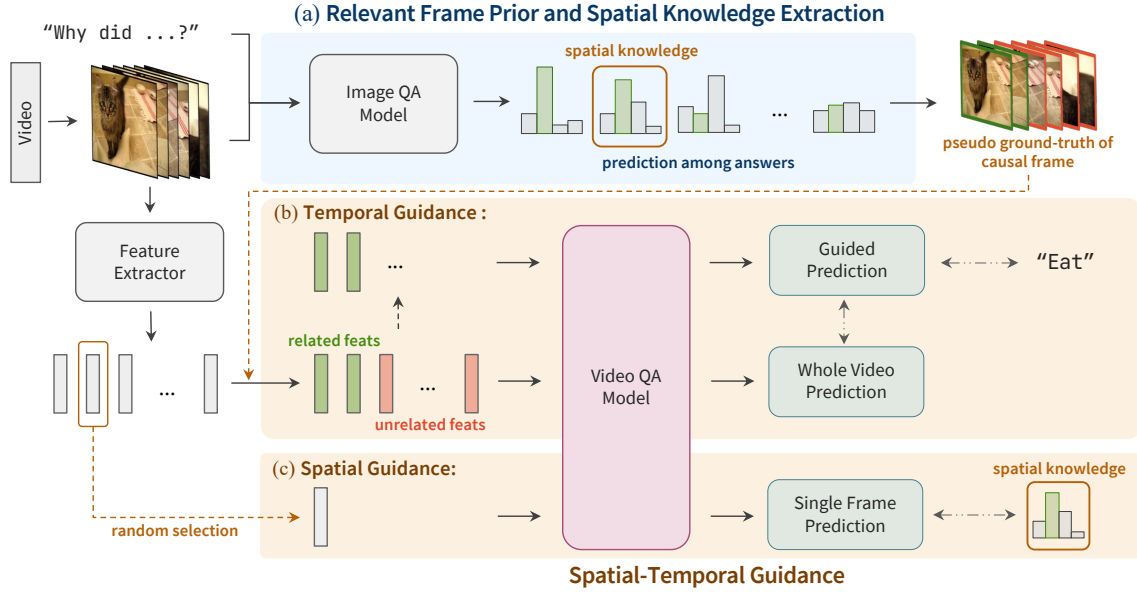 (a) Relevant Frame Prior and Spatial Knowledge Extraction
“Why did ...?”
Video
spatial knowledge
Image QA
Model
...
prediction among answers
pseudo ground-truth of
causal frame
Feature
Extractor
(b) Temporal Guidance :
...
Guided
Prediction
“Eat”
related feats
...
...
unrelated feats
Video QA
Model
Whole Video
Prediction
(c) Spatial Guidance:
random selection
Single Frame
Prediction
spatial knowledge
Spatial-Temporal Guidance